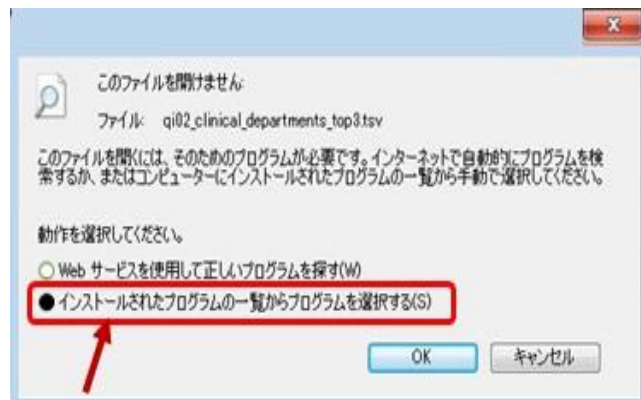 このファイルを開けません:
ファイル: qi02_clinical_departments_top3.tsv
このファイルを開くには、そのためのプログラムが必要です。インターネットで自動的にプログラムを検
索するか、またはコンピューターにインストールされたプログラムの一覧から手動で選択してください。
動作を選択してください。
Web サービスを使用して正しいプログラムを探す(W)
インストールされたプログラムの一覧からプログラムを選択する(S)
OK キャンセル